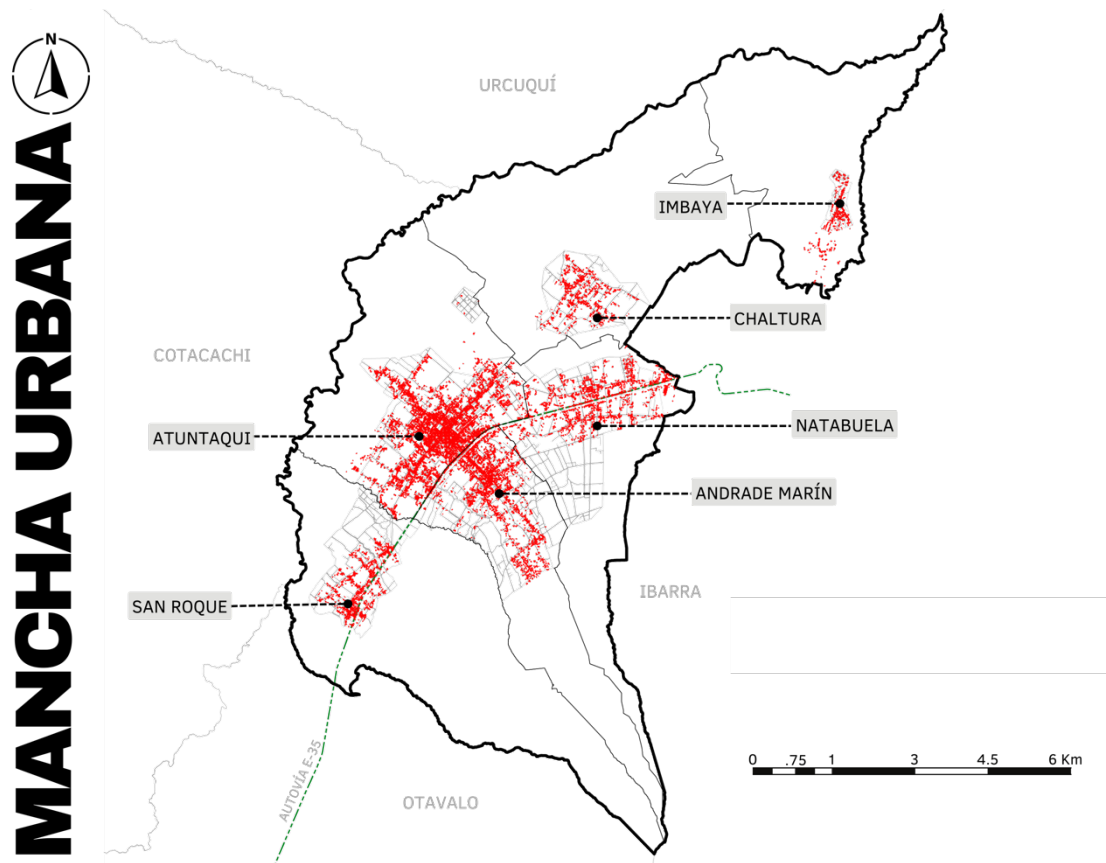 N
MANCHA URBANA
URCUQUÍ
IMBAYA
CHALTURA
COTACACHI
NATABUELA
ATUNTAQUI
ANDRADE MARÍN
IBARRA
SAN ROQUE
AUTOVÍA E-35
OTAVALO
0 .75 1 3 4.5 6 Km